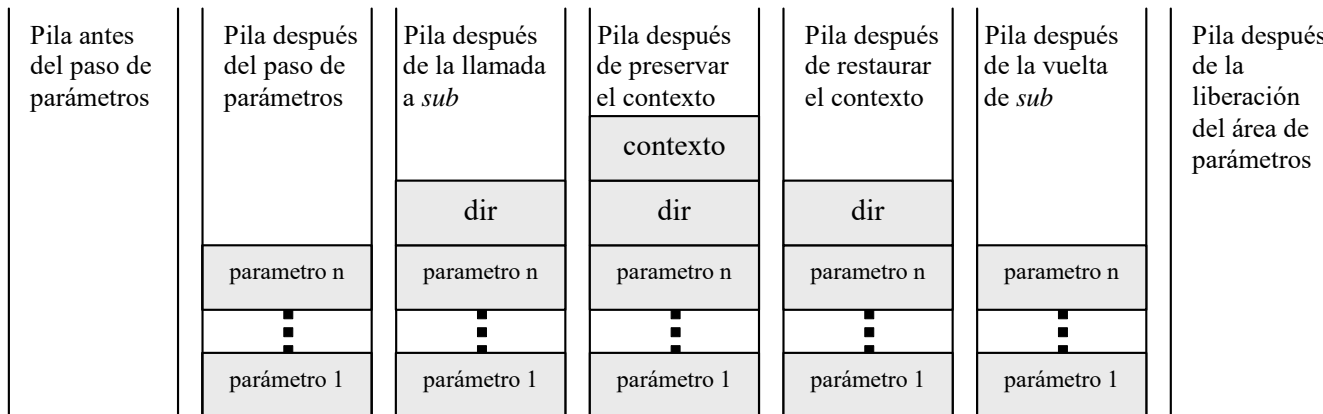 Pila antes
del paso de
parámetros
Pila después
del paso de
parámetros
Pila después
de la llamada
a sub
Pila después
de preservar
el contexto
Pila después
de restaurar
el contexto
Pila después
de la vuelta
de sub
Pila después
de la
liberación
del área de
parámetros
contexto
dir
dir
dir
parametro n
parametro n
parametro n
parametro n
parametro n
parámetro 1
parámetro 1
parámetro 1
parámetro 1
parámetro 1